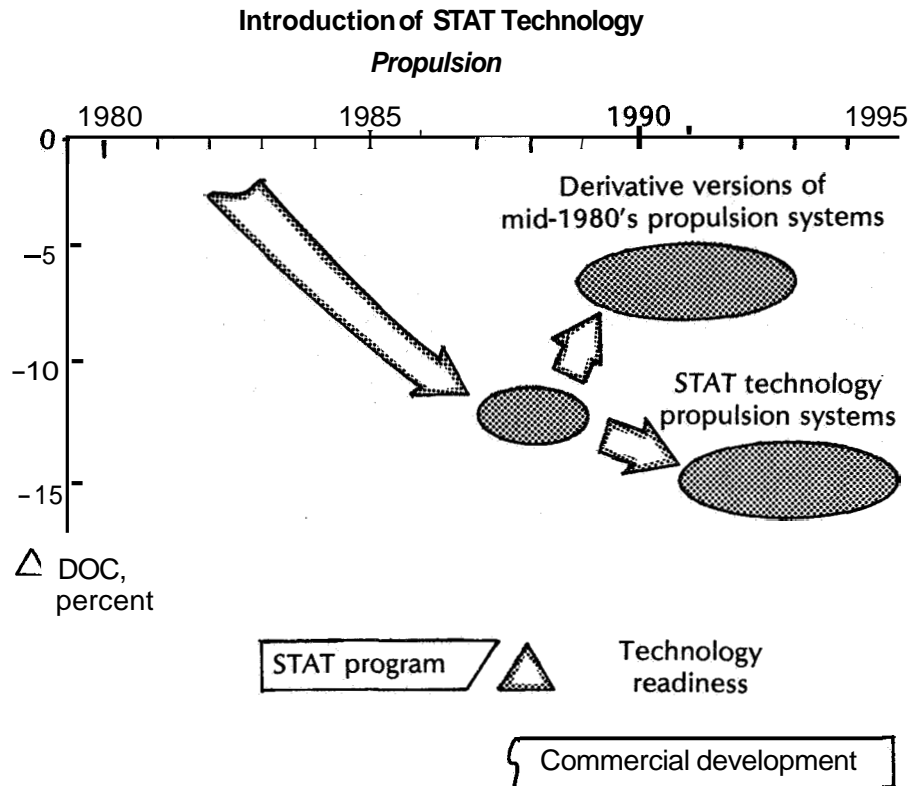 Introduction of STAT Technology
Propulsion
1980 1985 1990 1995
0
Derivative versions of
mid-1980's propulsion systems
-5
-10
STAT technology
propulsion systems
-15
△ DOC,
percent
STAT program
Technology
readiness
Commercial development